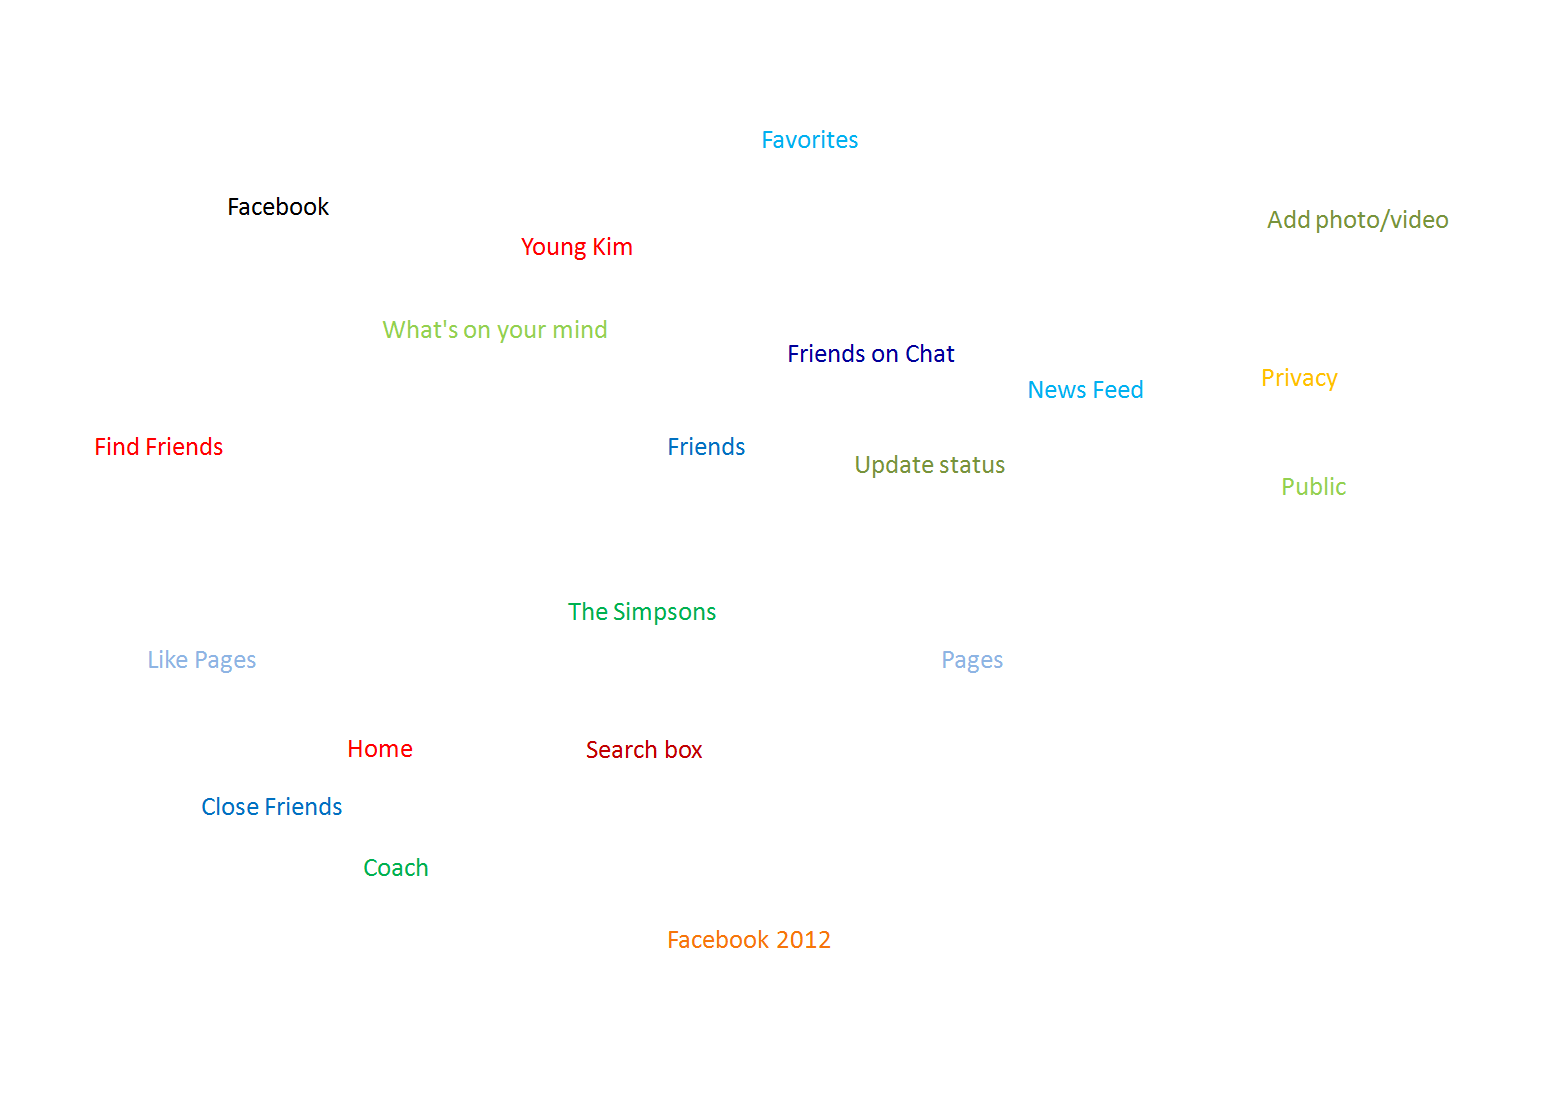 Favorites
Facebook
Add photo/video
Young Kim
What's on your mind
Friends on Chat
Privacy
News Feed
Find Friends
Friends
Update status
Public
The Simpsons
Like Pages
Pages
Home
Search box
Close Friends
Coach
Facebook 2012